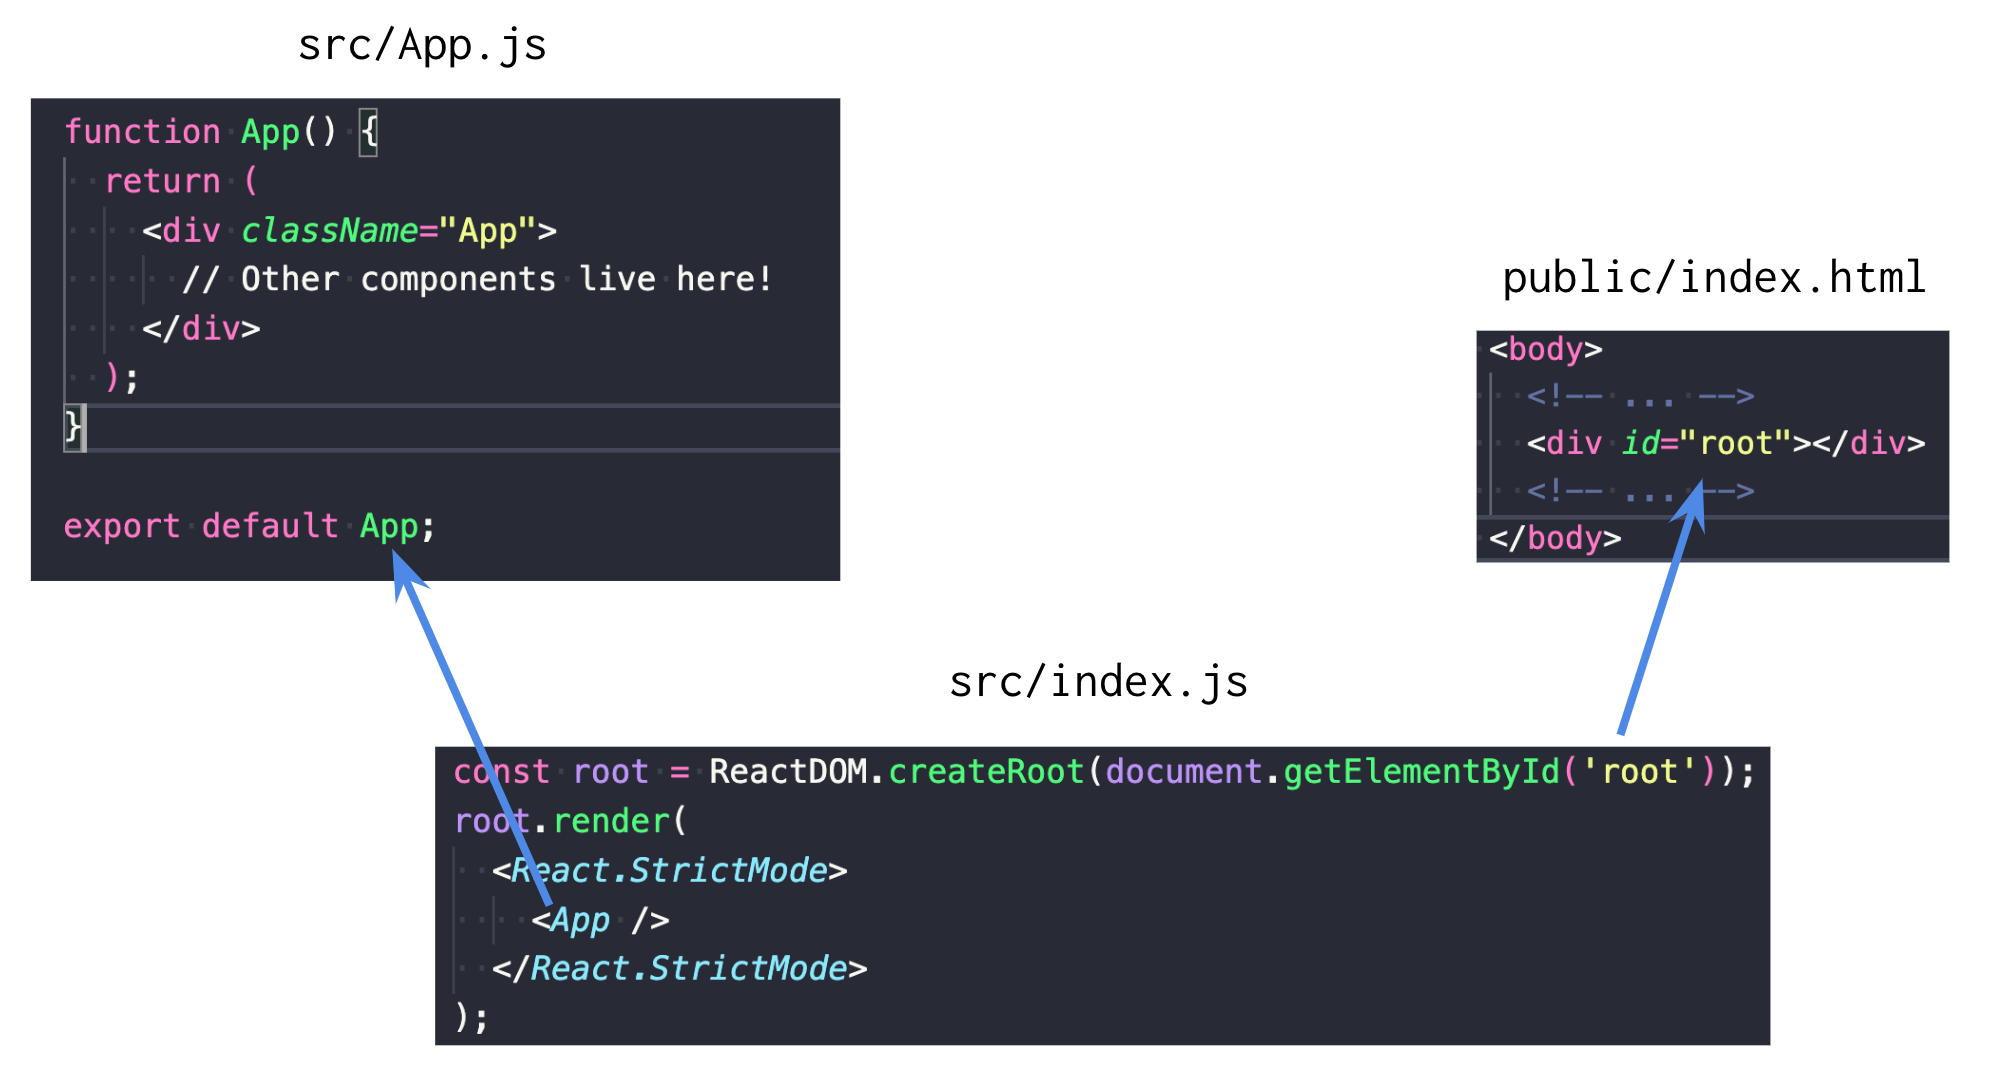 src/App.js
function App() {
  return (
    <div className="App">
      // Other components live here!
    </div>
  );
}
export default App;
public/index.html
<body>
  <!-- ... -->
  <div id="root"></div>
  <!-- ... -->
</body>
src/index.js
const root = ReactDOM.createRoot(document.getElementById('root'));
root.render(
  <React.StrictMode>
    <App />
  </React.StrictMode>
);